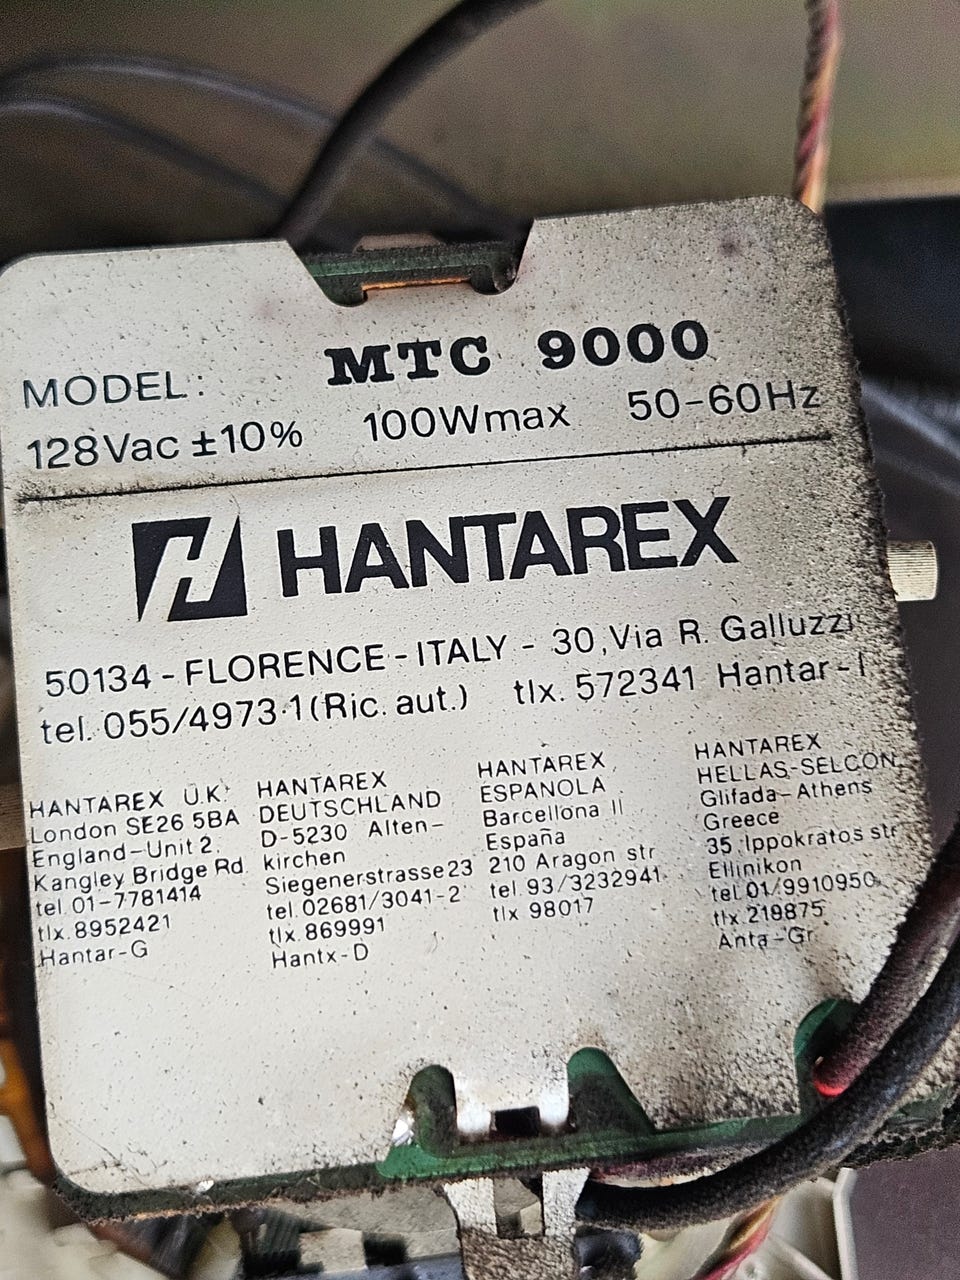 MODEL: MTC 9000
128Vac ±10% 100Wmax 50-60Hz
HANTAREX
50134-FLORENCE-ITALY - 30,Via R. Galluzzi
tel. 055/4973·1(Ric. aut.) tlx. 572341 Hantar-I
HANTAREX U.K.
London SE26 5BA
England-Unit 2.
Kangley Bridge Rd.
tel. 01-7781414
tlx.8952421
Hantar-G
HANTAREX
DEUTSCHLAND
D-5230 Alten-
kirchen
Siegenerstrasse23
tel.02681/3041-2
tlx.869991
Hantx-D
HANTAREX
ESPANOLA
Barcellona II
España
210 Aragon str
tel.93/3232941
tlx 98017
HANTAREX
HELLAS-SELCON
Glifada-Athens
Greece
35,Ippokratos str
Ellinikon
tel.01/9910950
tlx.219875
Anta-Gr